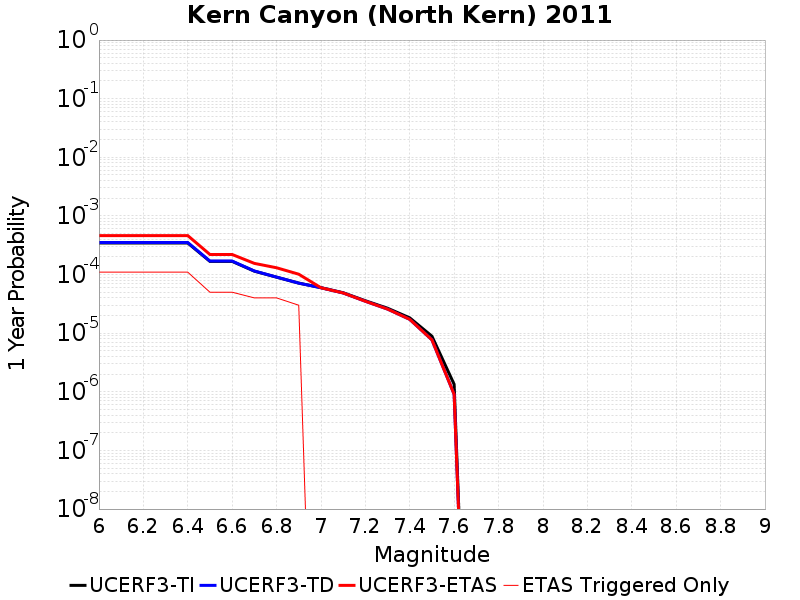 Kern Canyon (North Kern) 2011
10^0
10^-1
10^-2
10^-3
10^-4
10^-5
10^-6
10^-7
10^-8
1 Year Probability
6 6.2 6.4 6.6 6.8 7 7.2 7.4 7.6 7.8 8 8.2 8.4 8.6 8.8 9
Magnitude
UCERF3-TI UCERF3-TD UCERF3-ETAS ETAS Triggered Only